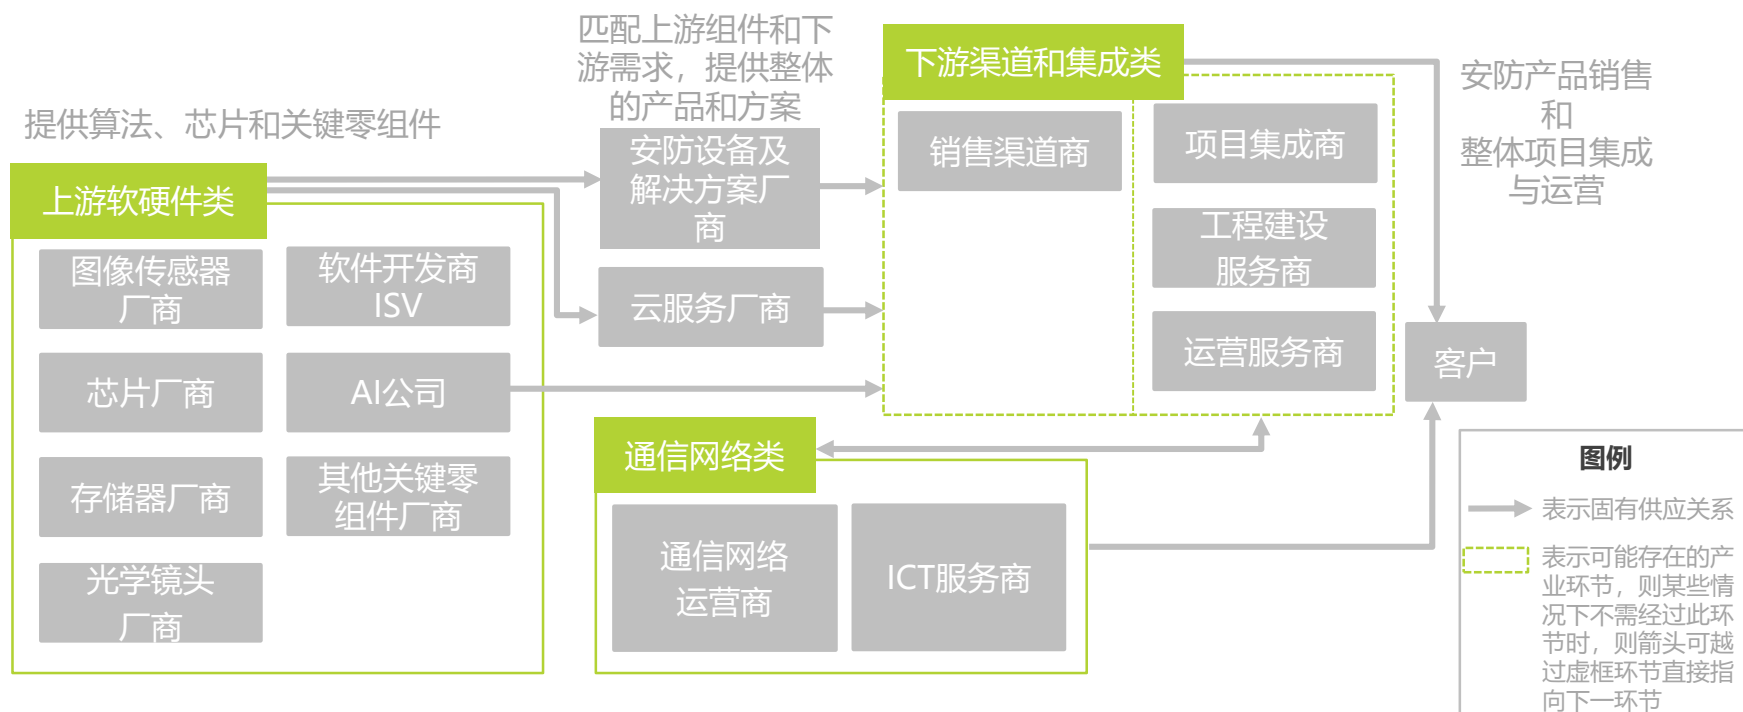 提供算法、芯片和关键零组件
上游软硬件类
图像传感器
厂商
软件开发商
ISV
芯片厂商
AI公司
存储器厂商
其他关键零
组件厂商
光学镜头
厂商
匹配上游组件和下
游需求，提供整体
的产品和方案
安防设备及
解决方案厂
商
云服务厂商
下游渠道和集成类
销售渠道商
项目集成商
工程建设
服务商
运营服务商
通信网络类
通信网络
运营商
ICT服务商
安防产品销售
和
整体项目集成
与运营
客户
图例
表示固有供应关系
表示可能存在的产
业环节，则某些情
况下不需经过此环
节时，则箭头可越
过虚框环节直接指
向下一环节